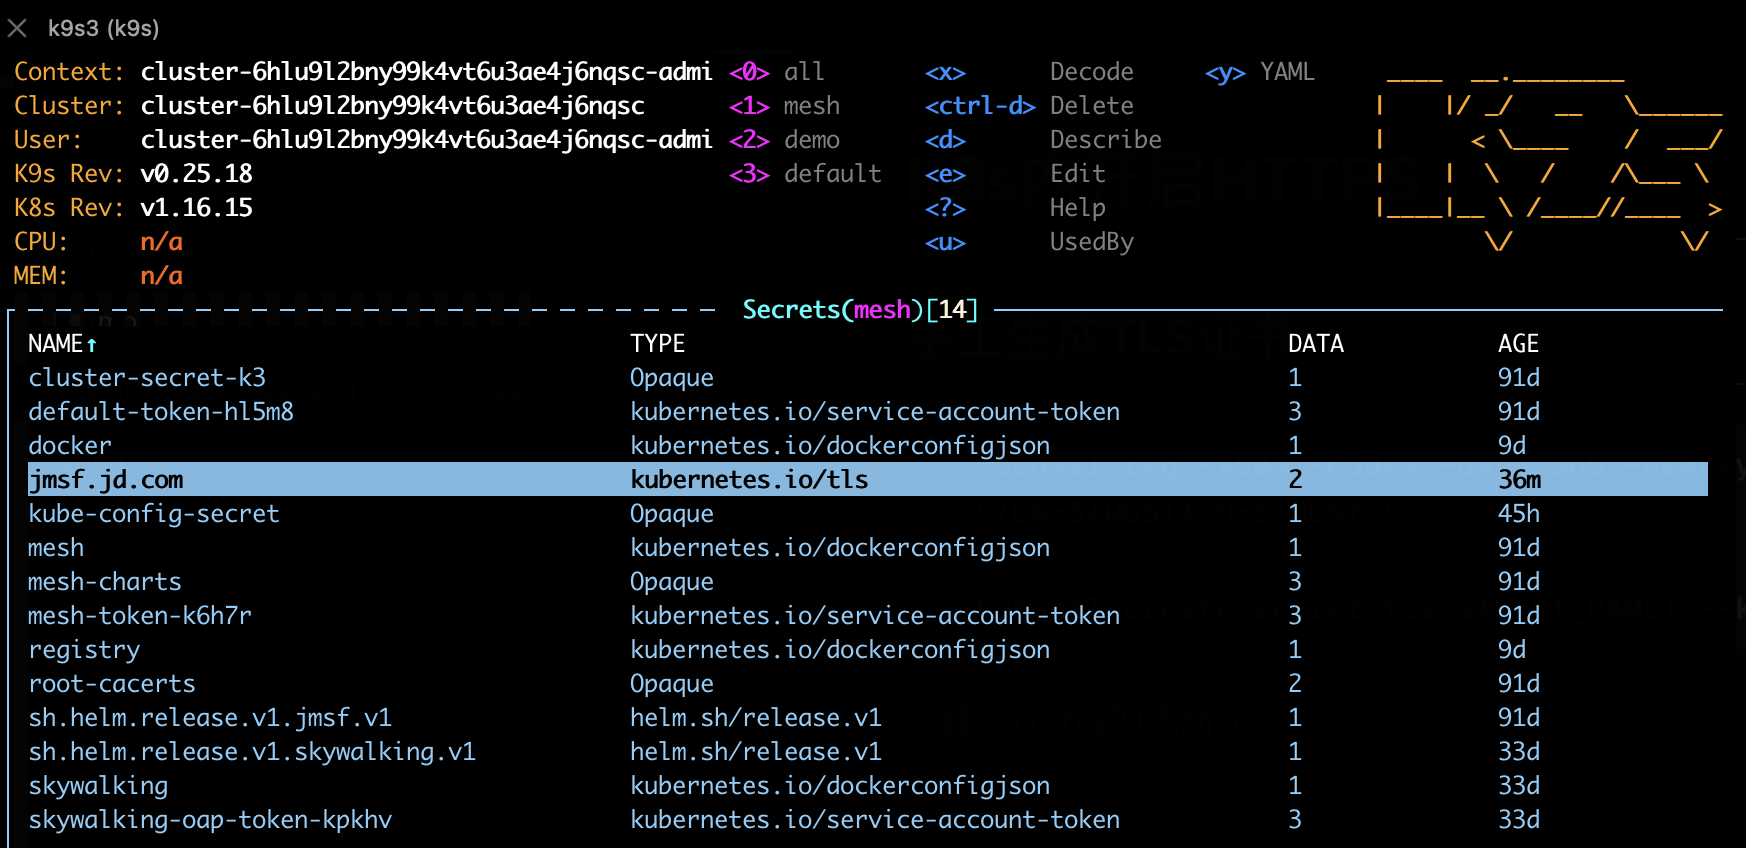 k9s3 (k9s)
Context: cluster-6hlu9l2bny99k4vt6u3ae4j6nqsc-admi <0> all <x> Decode <y> YAML
Cluster: cluster-6hlu9l2bny99k4vt6u3ae4j6nqsc <1> mesh <ctrl-d> Delete
User: cluster-6hlu9l2bny99k4vt6u3ae4j6nqsc-admi <2> demo <d> Describe
K9s Rev: v0.25.18 <3> default <e> Edit
K8s Rev: v1.16.15 <?> Help
CPU: n/a <u> UsedBy
MEM: n/a
Secrets(mesh)[14]
NAME↑ TYPE DATA AGE
cluster-secret-k3 Opaque 1 91d
default-token-hl5m8 kubernetes.io/service-account-token 3 91d
docker kubernetes.io/dockerconfigjson 1 9d
jmsf.jd.com kubernetes.io/tls 2 36m
kube-config-secret Opaque 1 45h
mesh kubernetes.io/dockerconfigjson 1 91d
mesh-charts Opaque 3 91d
mesh-token-k6h7r kubernetes.io/service-account-token 3 91d
registry kubernetes.io/dockerconfigjson 1 9d
root-cacerts Opaque 2 91d
sh.helm.release.v1.jmsf.v1 helm.sh/release.v1 1 91d
sh.helm.release.v1.skywalking.v1 helm.sh/release.v1 1 33d
skywalking kubernetes.io/dockerconfigjson 1 33d
skywalking-oap-token-kpkhv kubernetes.io/service-account-token 3 33d